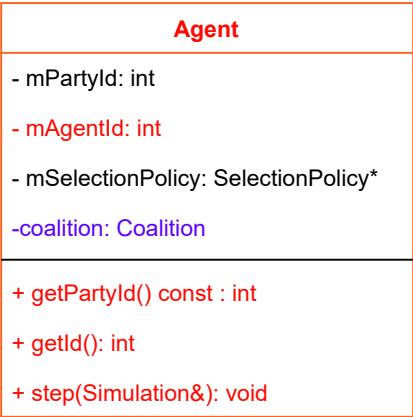 Agent
- mPartyId: int
- mAgentId: int
- mSelectionPolicy: SelectionPolicy*
-coalition: Coalition
+ getPartyId() const : int
+ getId(): int
+ step(Simulation&): void